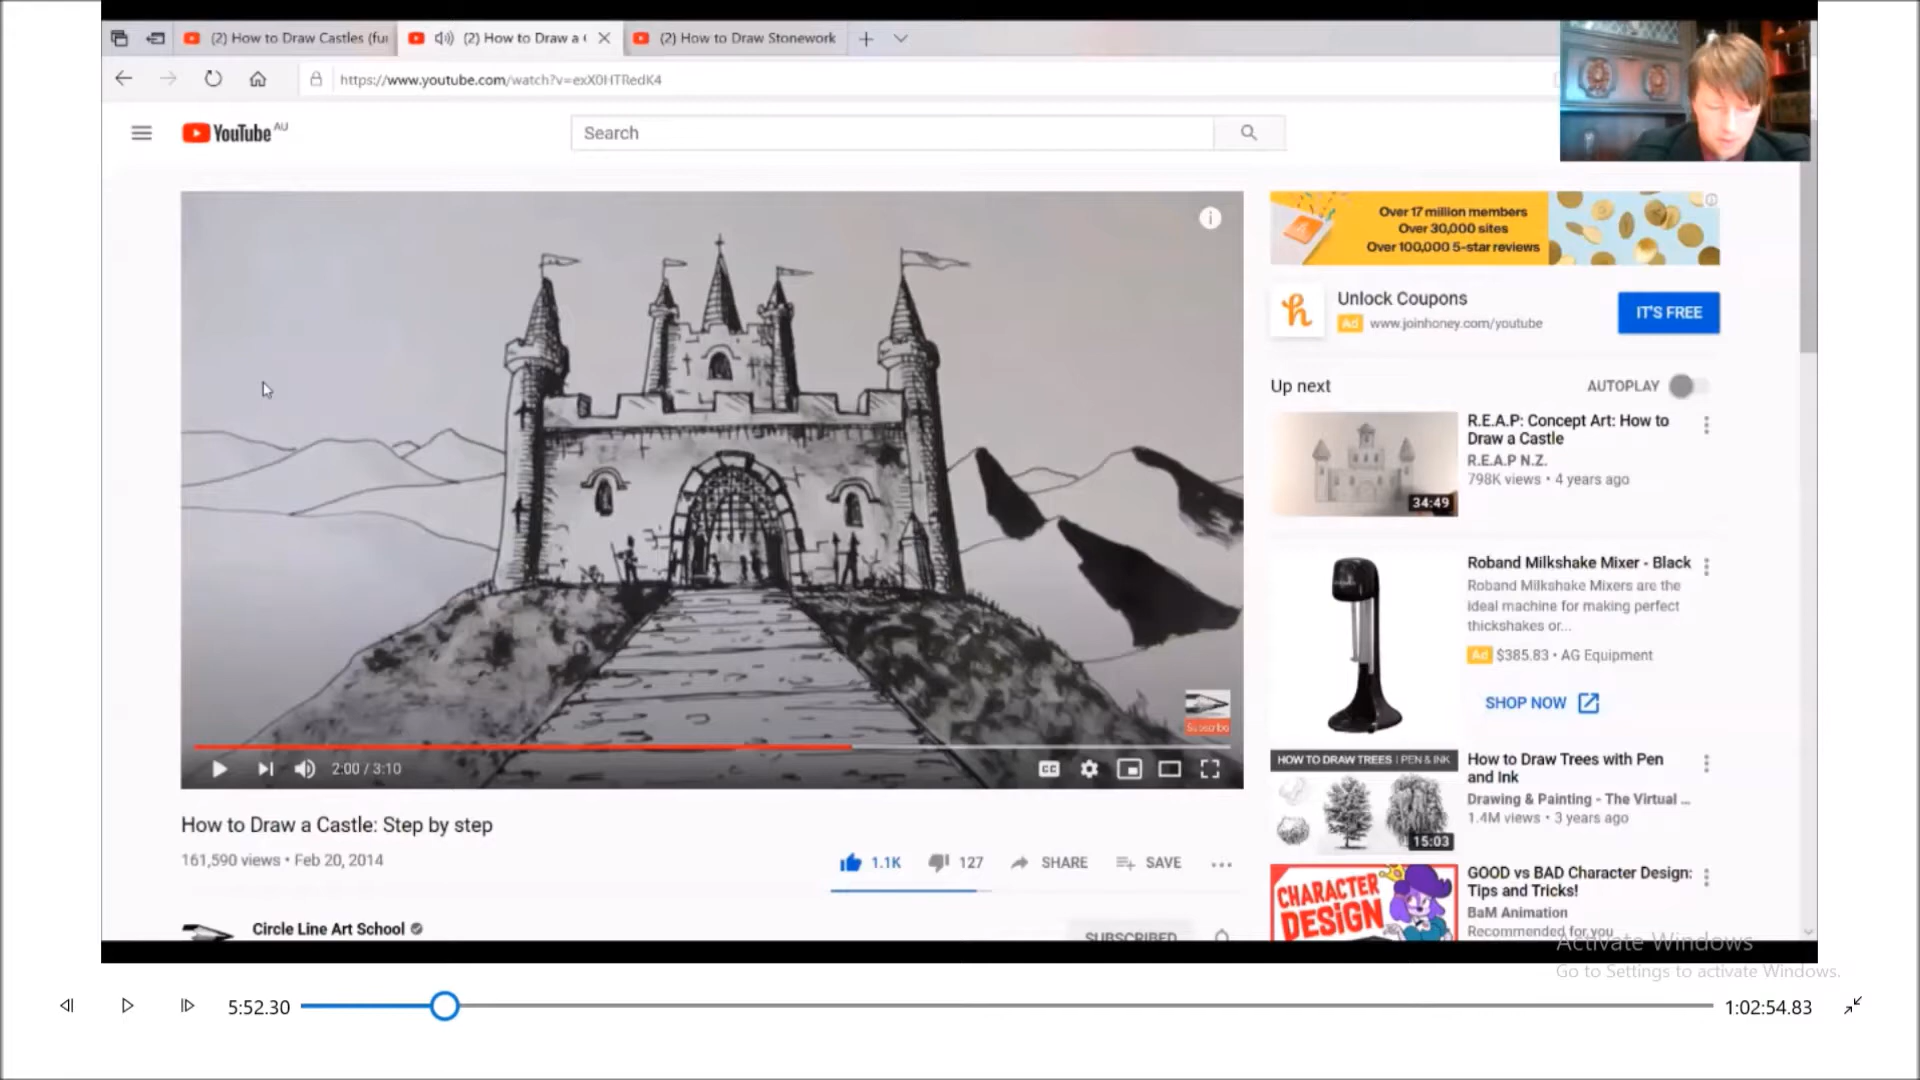 (2) How to Draw Castles (fu
(2) How to Draw a
(2) How to Draw Stonework
https://www.youtube.com/watch?v=exX0HTRedK4
YouTube AU
Search
Over 17 million members
Over 30,000 sites
Over 100,000 5-star reviews
Unlock Coupons
Ad www.joinhoney.com/youtube
IT'S FREE
Up next
AUTOPLAY
R.E.A.P: Concept Art: How to
Draw a Castle
R.E.A.P N.Z.
798K views • 4 years ago
34:49
Roband Milkshake Mixer - Black
Roband Milkshake Mixers are the
ideal machine for making perfect
thickshakes or...
Ad $385.83 • AG Equipment
SHOP NOW
HOW TO DRAW TREES | PEN & INK
15:03
How to Draw Trees with Pen
and Ink
Drawing & Painting - The Virtual ...
1.4M views • 3 years ago
CHARACTER
DESIGN
GOOD vs BAD Character Design:
Tips and Tricks!
BaM Animation
Recommended for you
Subscribe
CC
2:00 / 3:10
How to Draw a Castle: Step by step
161,590 views • Feb 20, 2014
1.1K
127
SHARE
SAVE
Circle Line Art School
SUBSCRIBED
Activate Windows
Go to Settings to activate Windows.
5:52.30
1:02:54.83